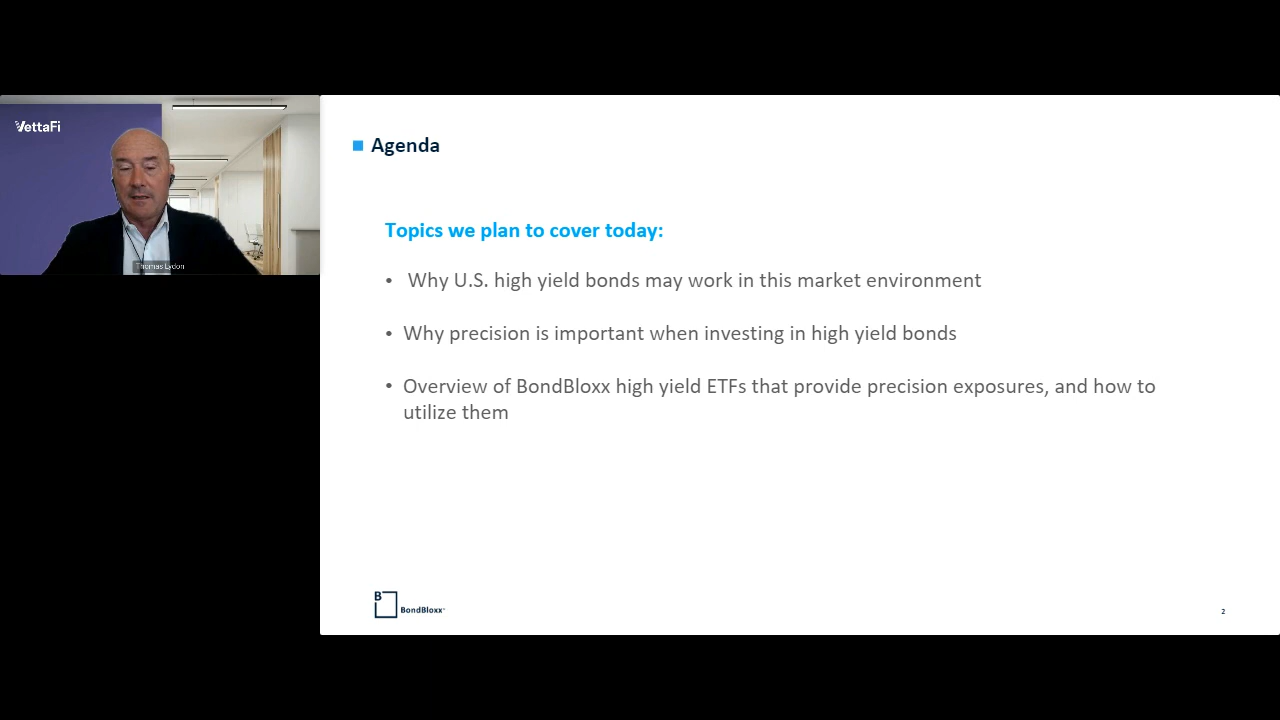 VettaFi
Thomas Lydon
Agenda
Topics we plan to cover today:
• Why U.S. high yield bonds may work in this market environment
• Why precision is important when investing in high yield bonds
• Overview of BondBloxx high yield ETFs that provide precision exposures, and how to
utilize them
B
BondBloxx
2